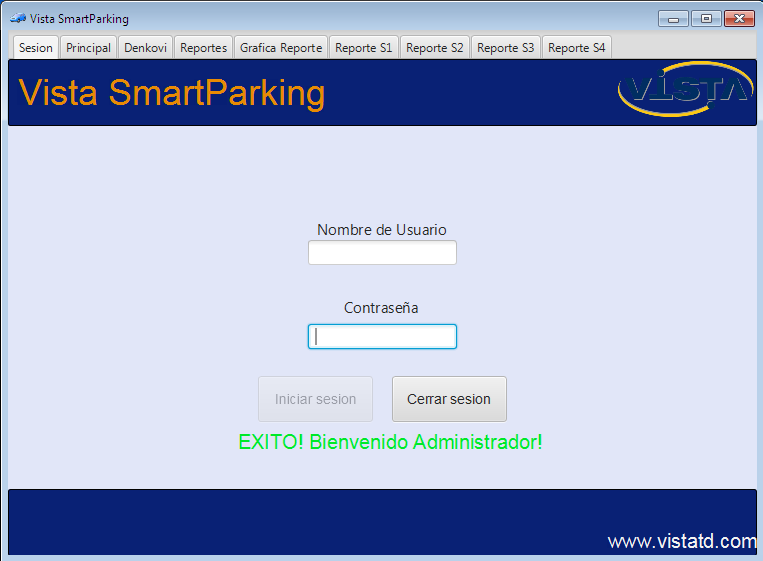 Vista SmartParking
Sesion Principal Denkovi Reportes Grafica Reporte Reporte S1 Reporte S2 Reporte S3 Reporte S4
Vista SmartParking
VISTA
Nombre de Usuario
Contraseña
Iniciar sesion Cerrar sesion
EXITO! Bienvenido Administrador!
www.vistatd.com